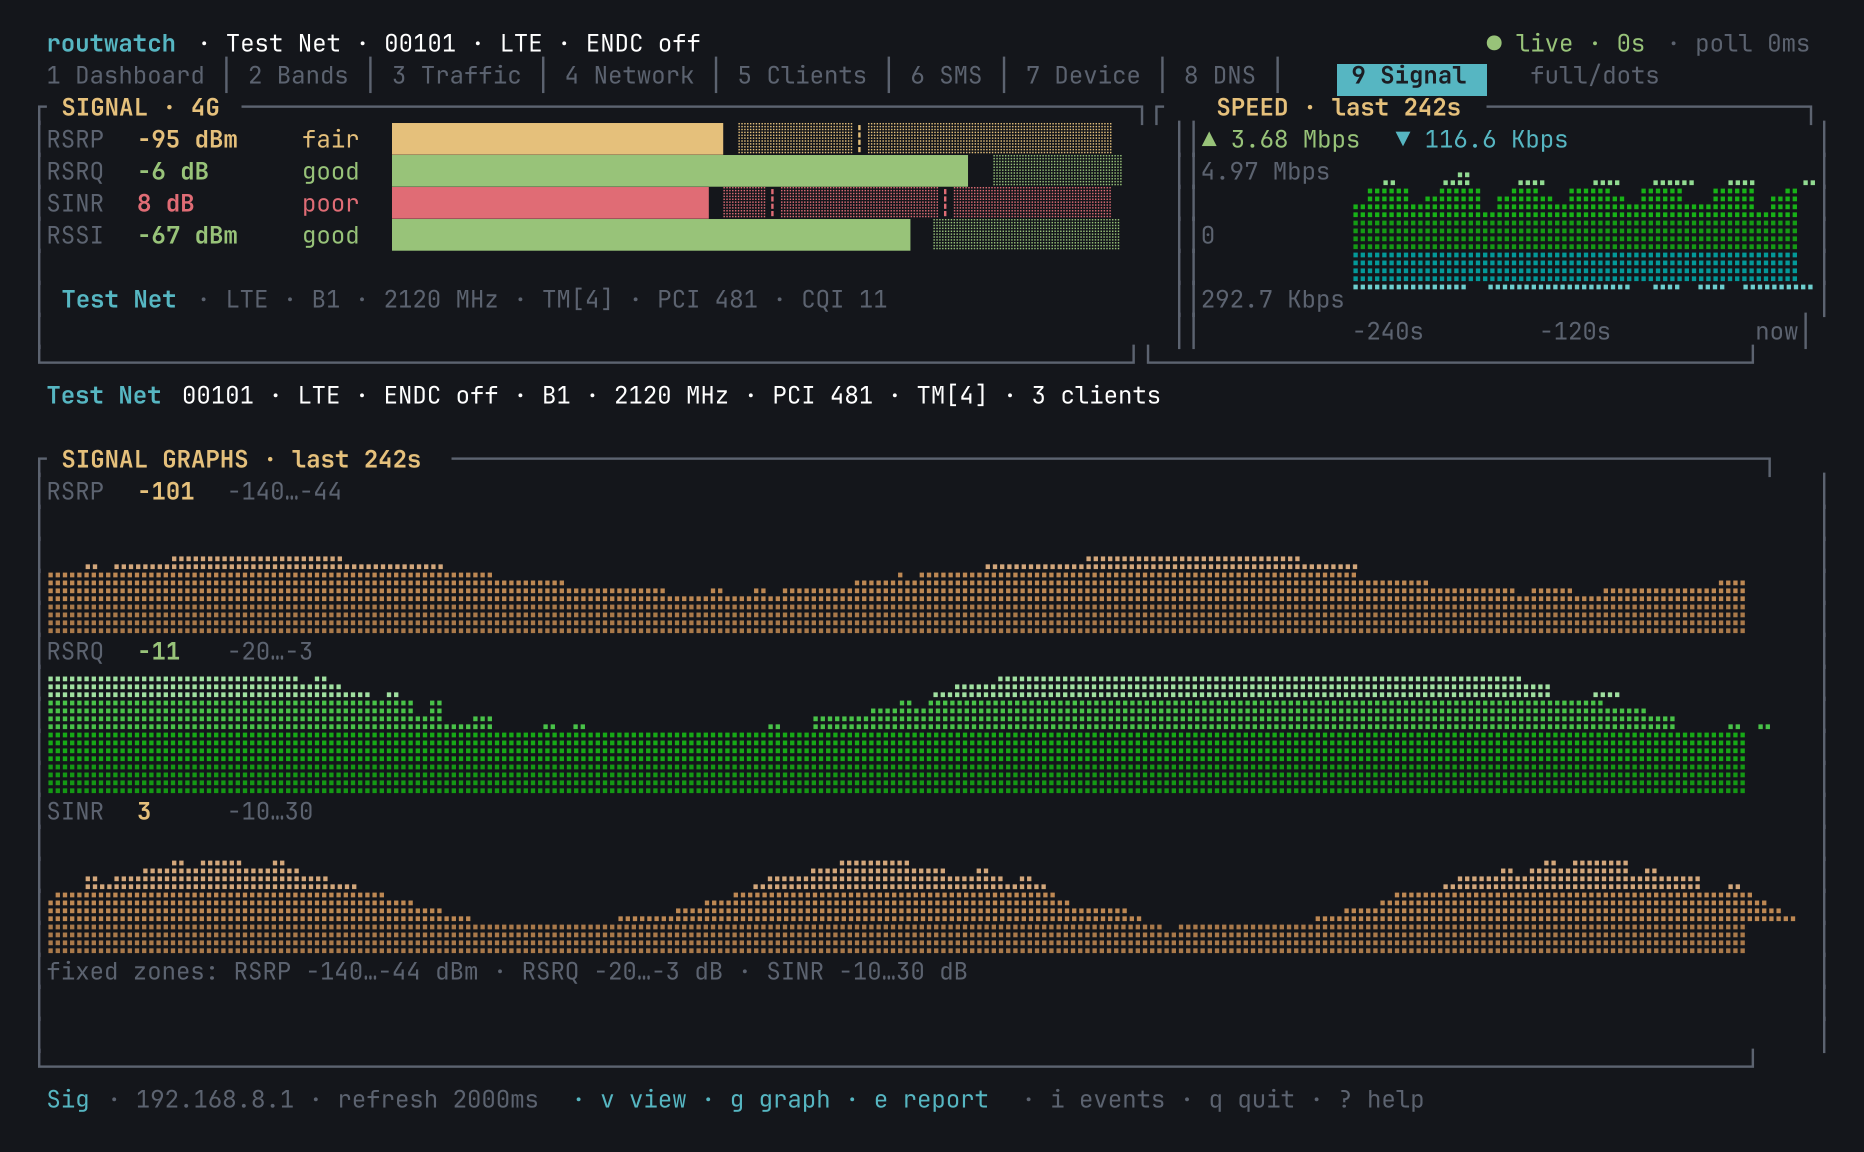 routwatch · Test Net · 00101 · LTE · ENDC off ● live · 0s · poll 0ms
1 Dashboard │ 2 Bands │ 3 Traffic │ 4 Network │ 5 Clients │ 6 SMS │ 7 Device │ 8 DNS │ 9 Signal full/dots
SIGNAL · 4G
RSRP -95 dBm fair
RSRQ -6 dB good
SINR 8 dB poor
RSSI -67 dBm good
Test Net · LTE · B1 · 2120 MHz · TM[4] · PCI 481 · CQI 11
SPEED · last 242s
▲ 3.68 Mbps ▼ 116.6 Kbps
4.97 Mbps
0
292.7 Kbps
-240s -120s now
Test Net 00101 · LTE · ENDC off · B1 · 2120 MHz · PCI 481 · TM[4] · 3 clients
SIGNAL GRAPHS · last 242s
RSRP -101 -140…-44
RSRQ -11 -20…-3
SINR 3 -10…30
fixed zones: RSRP -140…-44 dBm · RSRQ -20…-3 dB · SINR -10…30 dB
Sig · 192.168.8.1 · refresh 2000ms · v view · g graph · e report · i events · q quit · ? help